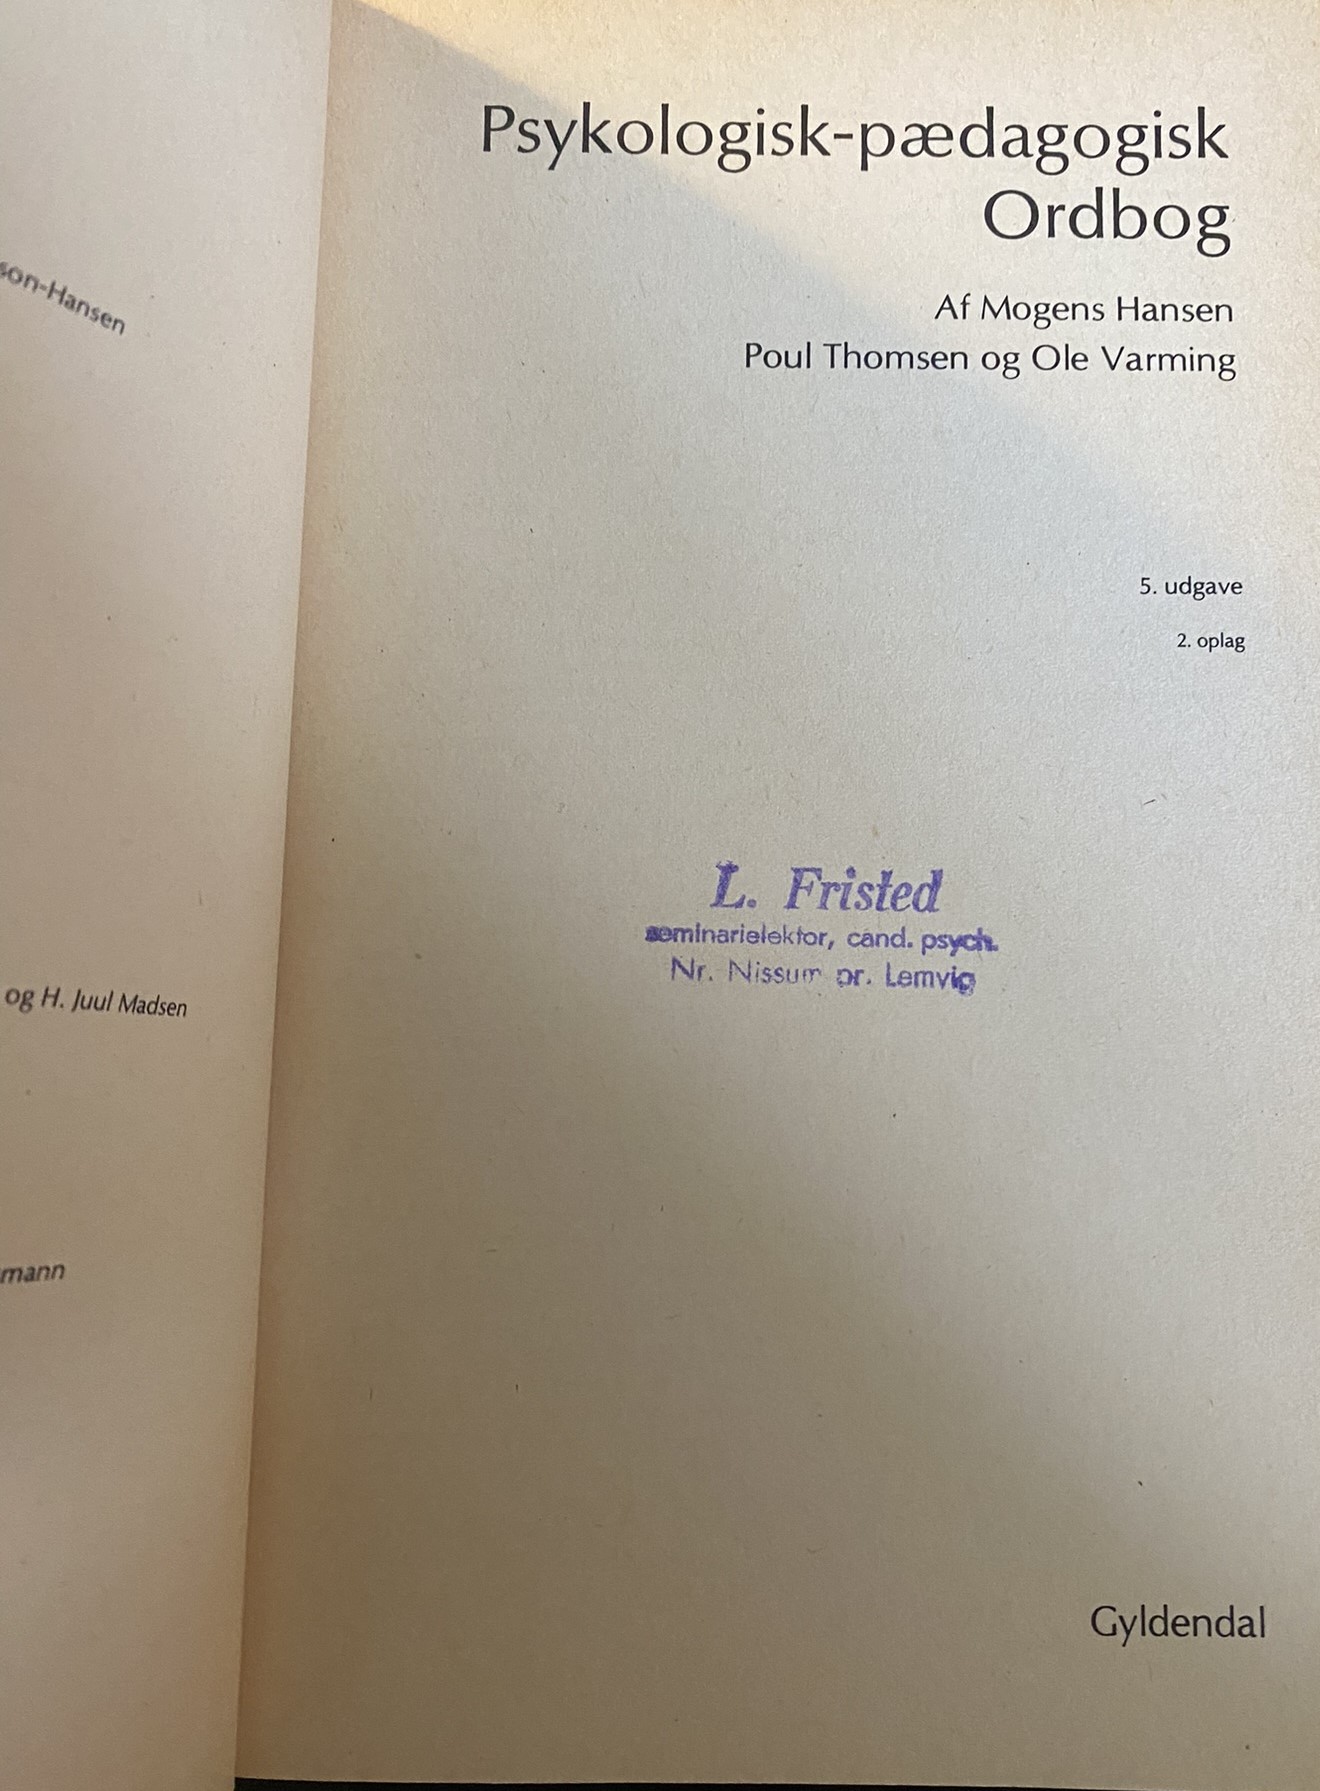 son-Hansen
og H. Juul Madsen
mann
Psykologisk-pædagogisk
Ordbog
Af Mogens Hansen
Poul Thomsen og Ole Varming
5. udgave
2. oplag
L. Fristed
seminarielektor, cand. psych.
Nr. Nissum pr. Lemvig
Gyldendal